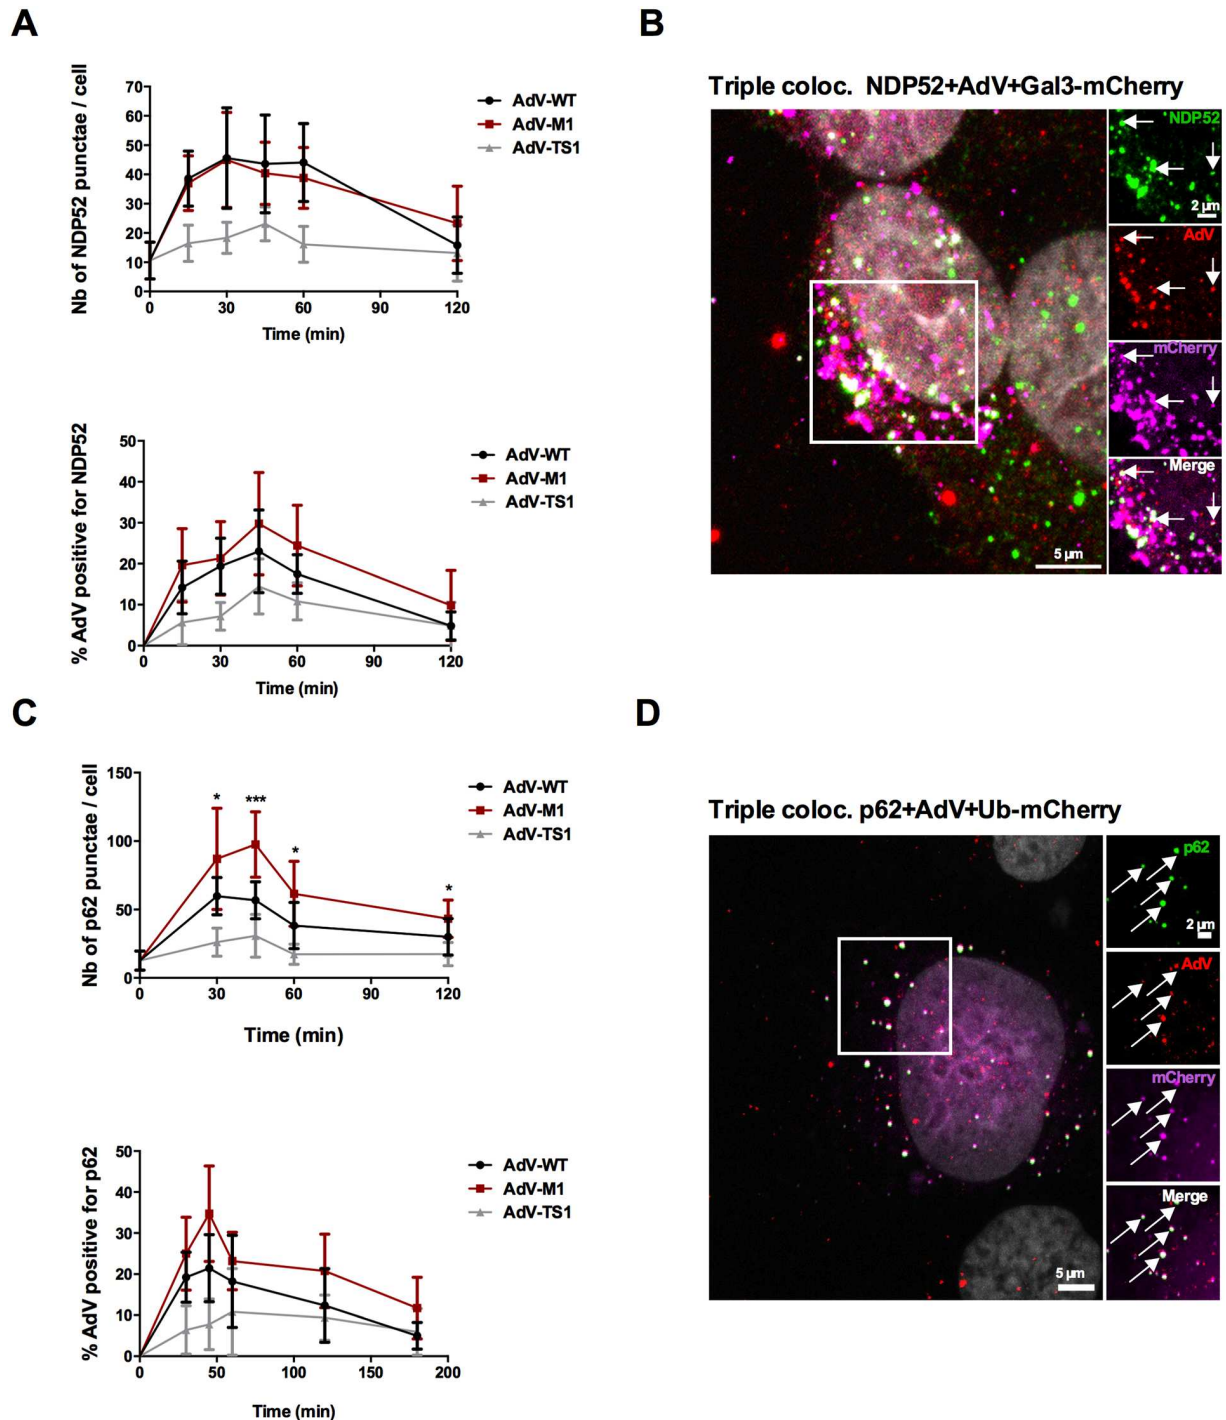 A
Nb of NDP52 punctae / cell
70
60
50
40
30
20
10
0
0 30 60 90 120
Time (min)
AdV-WT
AdV-M1
AdV-TS1
% AdV positive for NDP52
50
40
30
20
10
0
0 30 60 90 120
Time (min)
AdV-WT
AdV-M1
AdV-TS1
B
Triple coloc. NDP52+AdV+Gal3-mCherry
5 µm
NDP52
2 µm
AdV
mCherry
Merge
C
Nb of p62 punctae / cell
150
100
50
0
* *** * *
0 30 60 90 120
Time (min)
AdV-WT
AdV-M1
AdV-TS1
% AdV positive for p62
50
40
30
20
10
0
0 50 100 150 200
Time (min)
AdV-WT
AdV-M1
AdV-TS1
D
Triple coloc. p62+AdV+Ub-mCherry
5 µm
p62
2 µm
AdV
mCherry
Merge